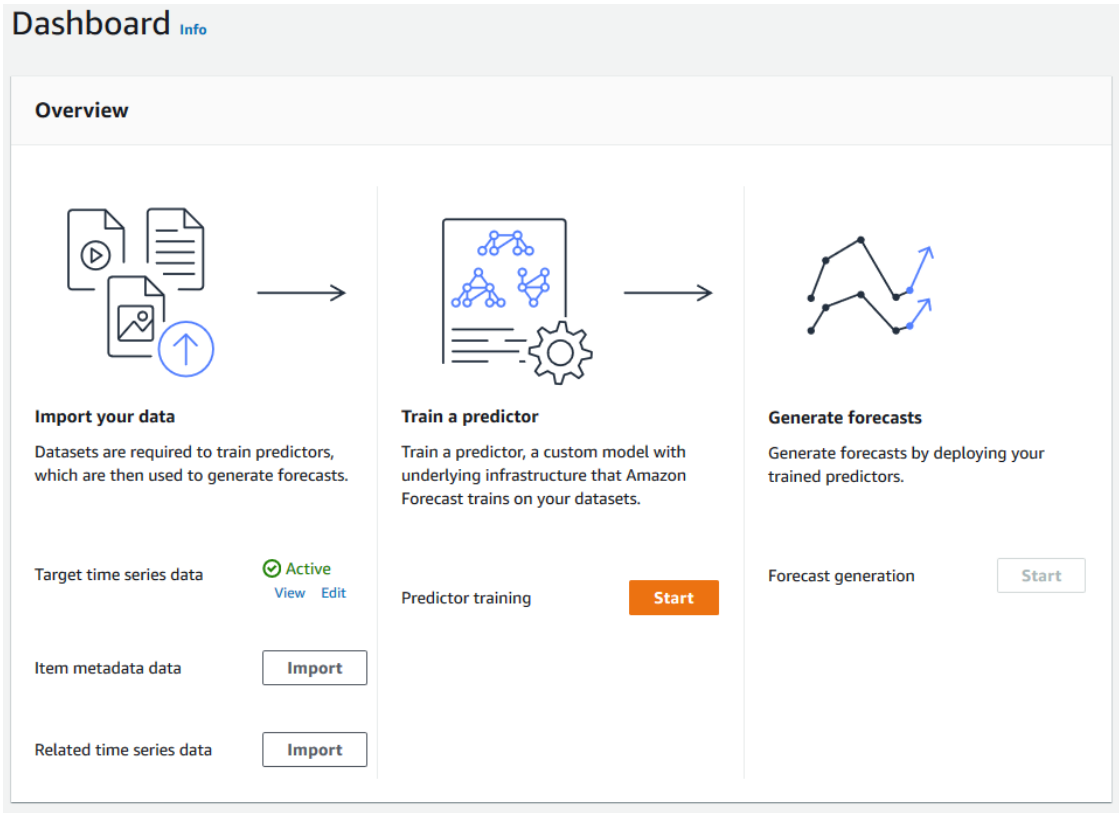 Dashboard Info
Overview
Import your data
Datasets are required to train predictors,
which are then used to generate forecasts.
Target time series data
Active
View Edit
Item metadata data
Import
Related time series data
Import
Train a predictor
Train a predictor, a custom model with
underlying infrastructure that Amazon
Forecast trains on your datasets.
Predictor training
Start
Generate forecasts
Generate forecasts by deploying your
trained predictors.
Forecast generation
Start